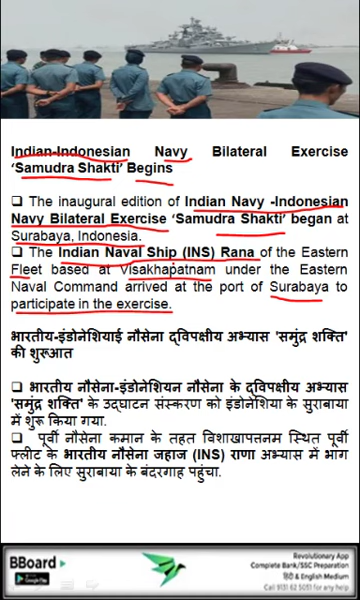 Indian-Indonesian Navy Bilateral Exercise
‘Samudra Shakti’ Begins
❑ The inaugural edition of Indian Navy -Indonesian
Navy Bilateral Exercise ‘Samudra Shakti’ began at
Surabaya, Indonesia.
❑ The Indian Naval Ship (INS) Rana of the Eastern
Fleet based at Visakhapatnam under the Eastern
Naval Command arrived at the port of Surabaya to
participate in the exercise.
भारतीय-इंडोनेशियाई नौसेना द्विपक्षीय अभ्यास 'समुंद्र शक्ति'
की शुरूआत
❑ भारतीय नौसेना-इंडोनेशियन नौसेना के द्विपक्षीय अभ्यास
'समुंद्र शक्ति' के उद्घाटन संस्करण को इंडोनेशिया के सुराबाया
में शुरू किया गया.
❑ पूर्वी नौसेना कमान के तहत विशाखापत्तनम स्थित पूर्वी
फ्लीट के भारतीय नौसेना जहाज (INS) राणा अभ्यास में भाग
लेने के लिए सुराबाया के बंदरगाह पहुंचा.
BBoard
Google Play
Revolutionary App
Complete Bank/SSC Preparation
हिंदी & English Medium